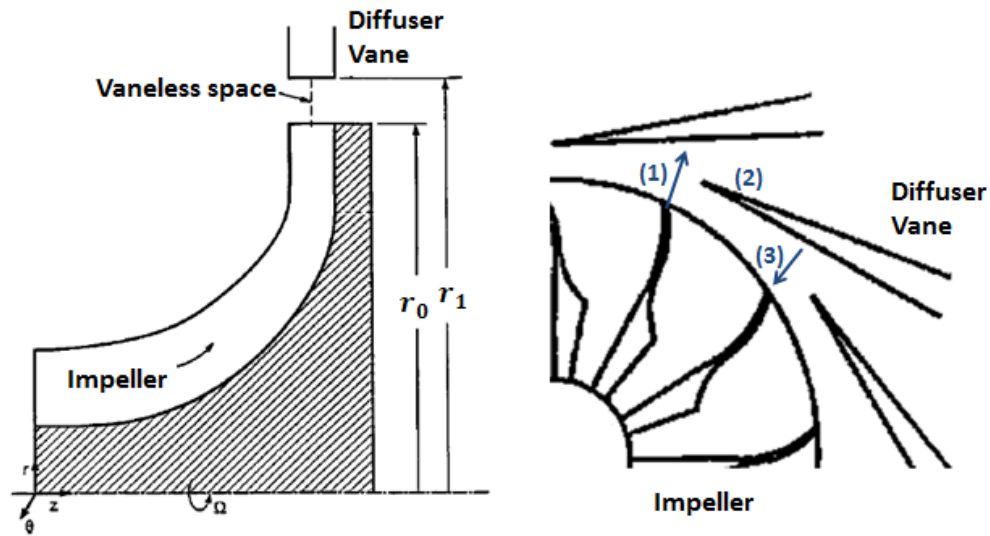 Diffuser
Vane
Vaneless space
r₀ r₁
Impeller
r
z
θ
Ω
(1)
(2)
(3)
Diffuser
Vane
Impeller